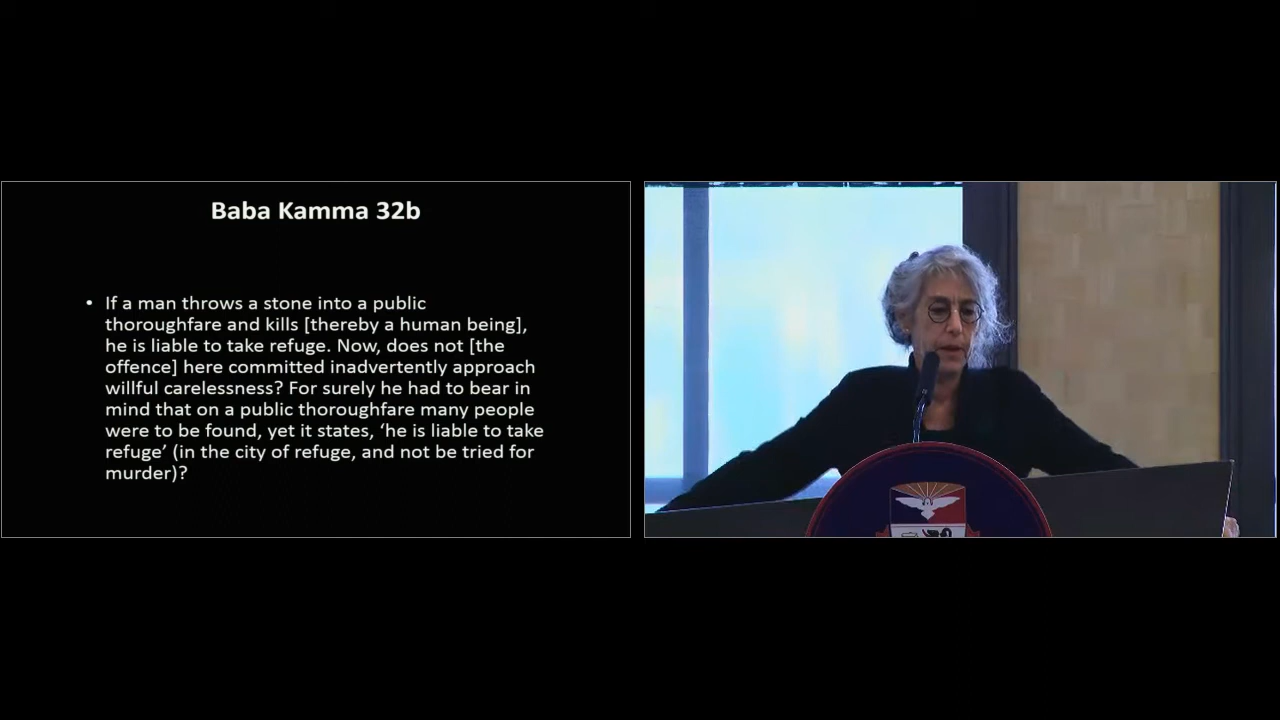 Baba Kamma 32b
• If a man throws a stone into a public
thoroughfare and kills [thereby a human being],
he is liable to take refuge. Now, does not [the
offence] here committed inadvertently approach
willful carelessness? For surely he had to bear in
mind that on a public thoroughfare many people
were to be found, yet it states, ‘he is liable to take
refuge’ (in the city of refuge, and not be tried for
murder)?